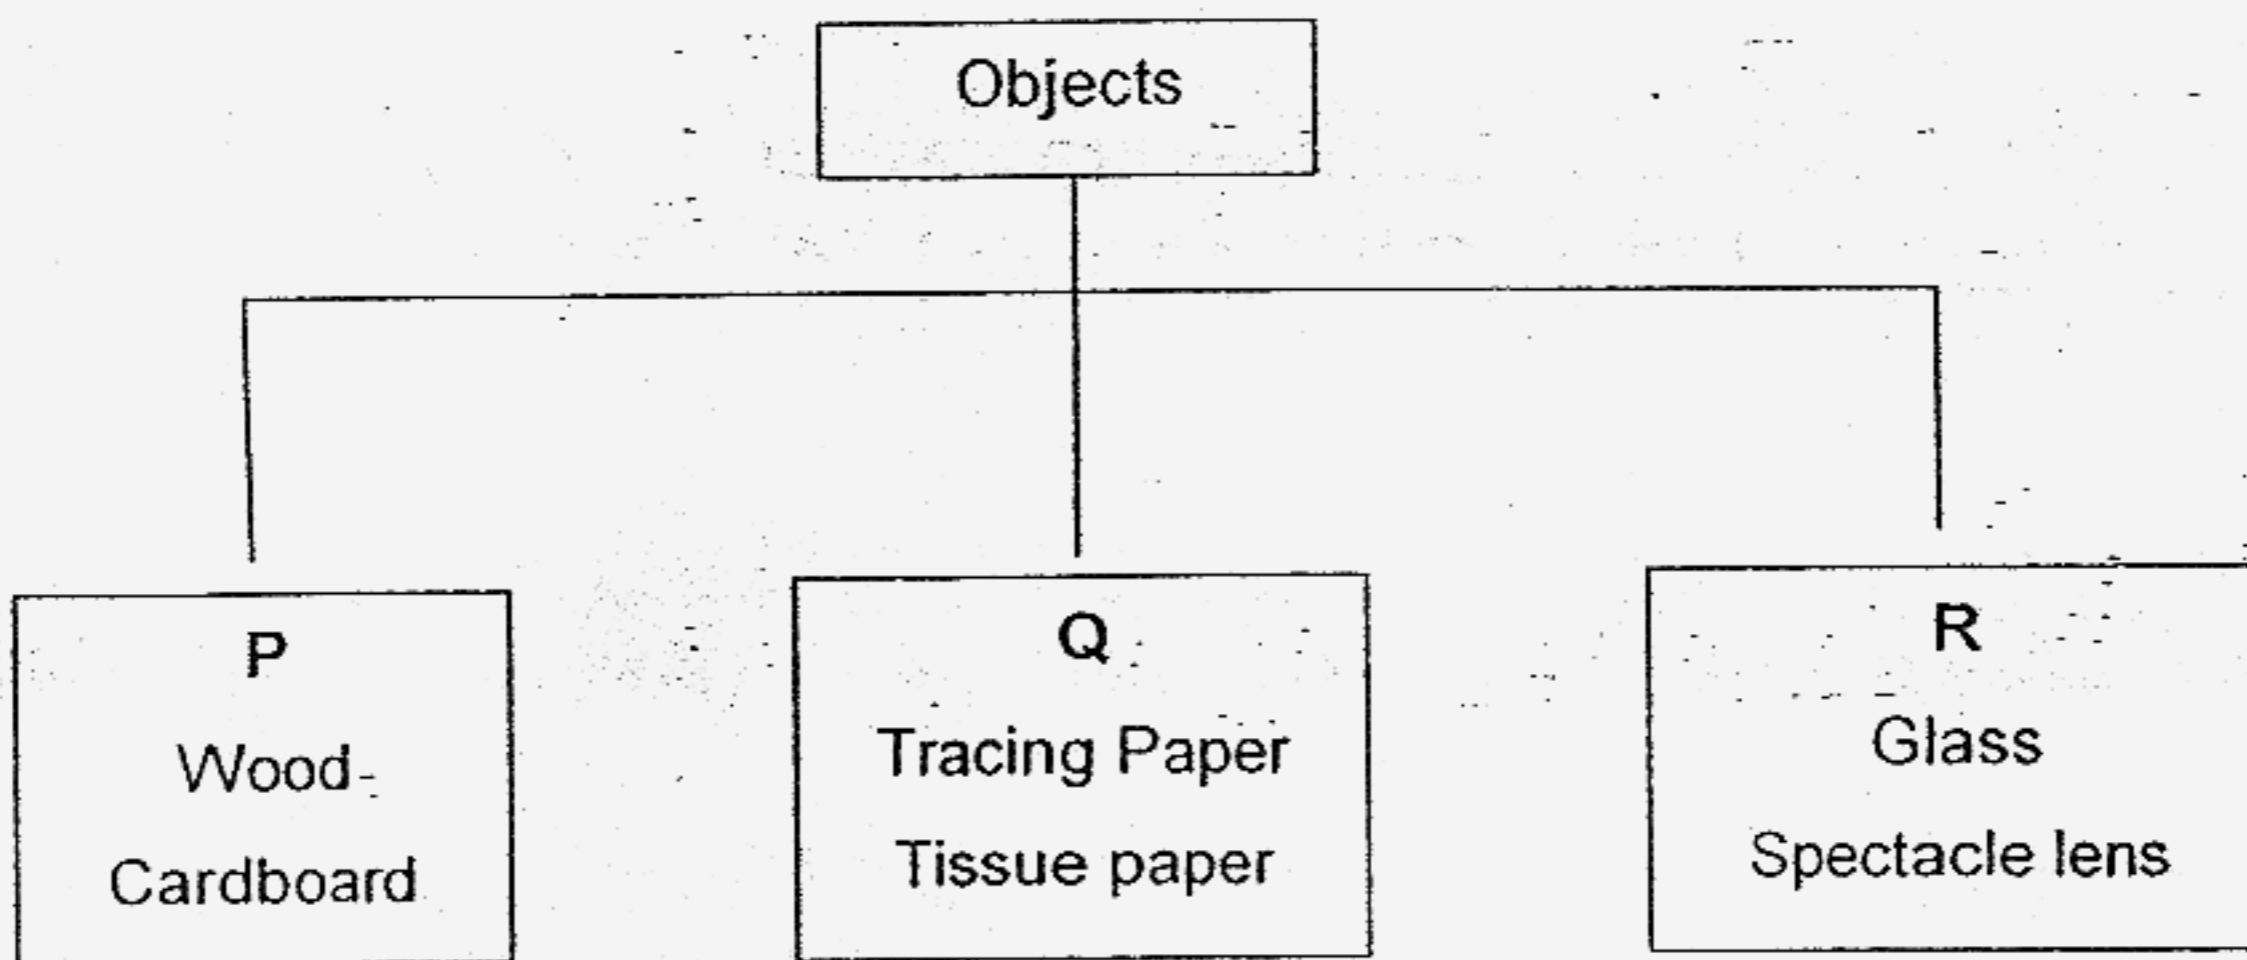 Objects
P
Wood
Cardboard
Q
Tracing Paper
Tissue paper
R
Glass
Spectacle lens